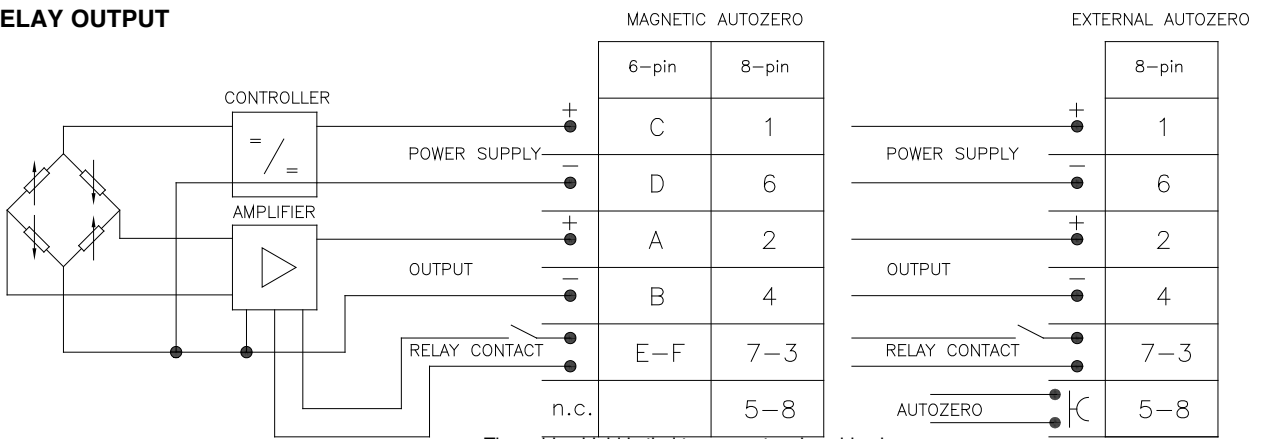 ELAY OUTPUT
MAGNETIC AUTOZERO
EXTERNAL AUTOZERO
6-pin 8-pin
8-pin
CONTROLLER
= / =
POWER SUPPLY
+ C 1
− D 6
POWER SUPPLY
+ 1
− 6
AMPLIFIER
OUTPUT
+ A 2
− B 4
OUTPUT
+ 2
− 4
RELAY CONTACT
E-F 7-3
RELAY CONTACT
7-3
n.c. 5-8
AUTOZERO
5-8